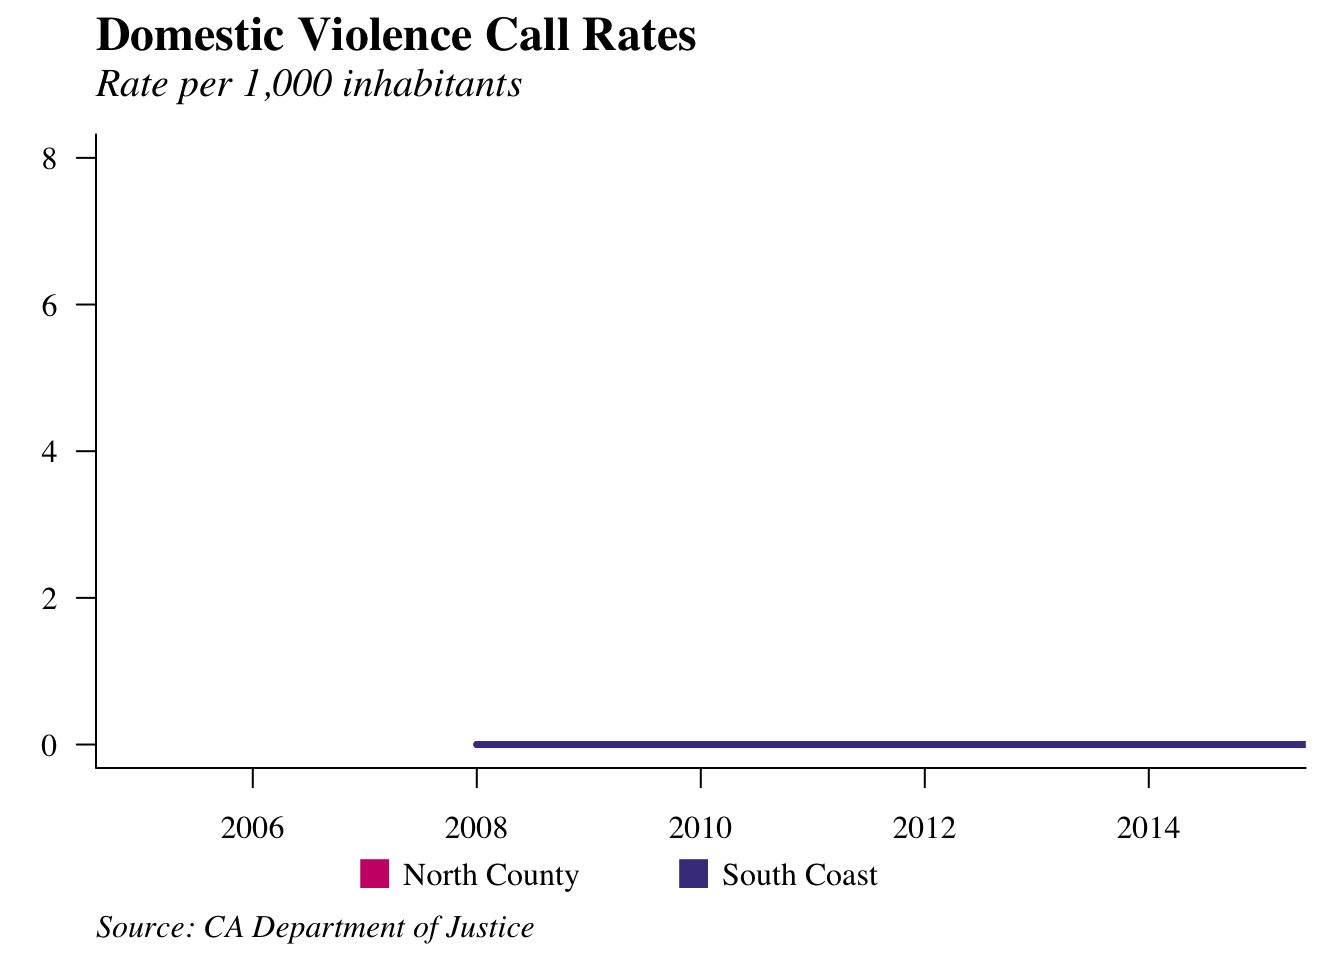 Domestic Violence Call Rates
Rate per 1,000 inhabitants
8
6
4
2
0
2006 2008 2010 2012 2014
North County South Coast
Source: CA Department of Justice